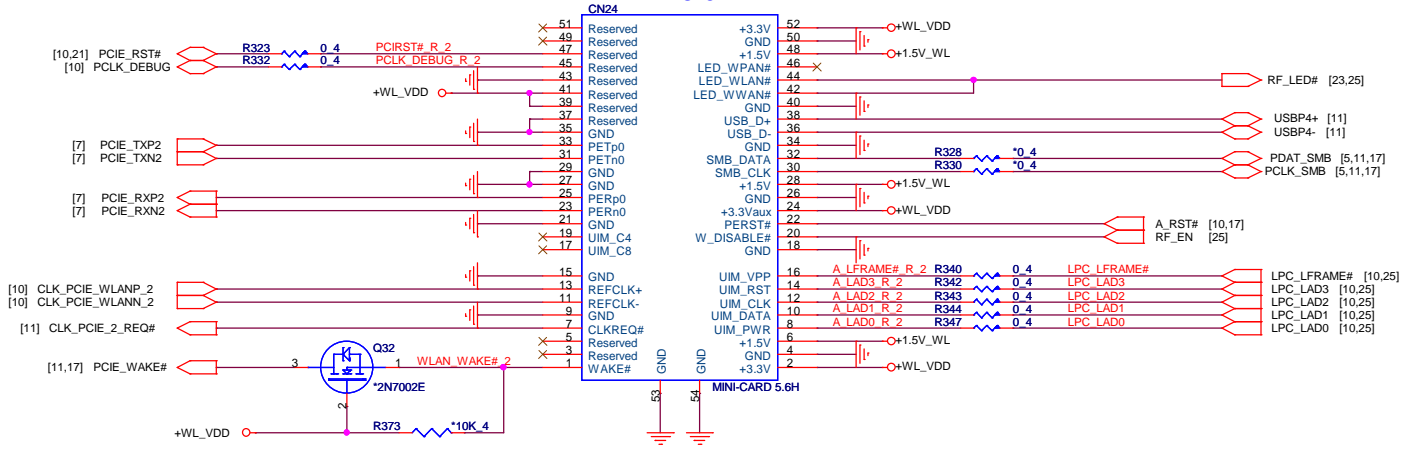 CN24
51 Reserved +3.3V 52 +WL_VDD
49 Reserved GND 50
[10,21] PCIE_RST# R323 0_4 PCIRST#_R_2 47 Reserved +1.5V 48 +1.5V_WL
[10] PCLK_DEBUG R332 0_4 PCLK_DEBUG_R_2 45 Reserved LED_WPAN# 46
43 Reserved LED_WLAN# 44 RF_LED# [23,25]
+WL_VDD 41 Reserved LED_WWAN# 42
39 Reserved GND 40
37 Reserved USB_D+ 38 USBP4+ [11]
35 GND USB_D- 36 USBP4- [11]
[7] PCIE_TXP2 33 PETp0 GND 34
[7] PCIE_TXN2 31 PETn0 SMB_DATA 32 R328 *0_4 PDAT_SMB [5,11,17]
29 GND SMB_CLK 30 R330 *0_4 PCLK_SMB [5,11,17]
27 GND +1.5V 28 +1.5V_WL
[7] PCIE_RXP2 25 PERp0 GND 26
[7] PCIE_RXN2 23 PERn0 +3.3Vaux 24 +WL_VDD
21 GND PERST# 22 A_RST# [10,17]
19 UIM_C4 W_DISABLE# 20 RF_EN [25]
17 UIM_C8 GND 18
15 GND UIM_VPP 16 A_LFRAME#_R_2 R340 0_4 LPC_LFRAME# LPC_LFRAME# [10,25]
[10] CLK_PCIE_WLANP_2 13 REFCLK+ UIM_RST 14 A_LAD3_R_2 R342 0_4 LPC_LAD3 LPC_LAD3 [10,25]
[10] CLK_PCIE_WLANN_2 11 REFCLK- UIM_CLK 12 A_LAD2_R_2 R343 0_4 LPC_LAD2 LPC_LAD2 [10,25]
9 GND UIM_DATA 10 A_LAD1_R_2 R344 0_4 LPC_LAD1 LPC_LAD1 [10,25]
[11] CLK_PCIE_2_REQ# 7 CLKREQ# UIM_PWR 8 A_LAD0_R_2 R347 0_4 LPC_LAD0 LPC_LAD0 [10,25]
5 Reserved +1.5V 6 +1.5V_WL
3 Reserved GND 4
[11,17] PCIE_WAKE# 3 Q32 1 WLAN_WAKE#_2 1 WAKE# +3.3V 2 +WL_VDD
*2N7002E
GND GND
MINI-CARD 5.6H
2
53 54
+WL_VDD R373 *10K_4